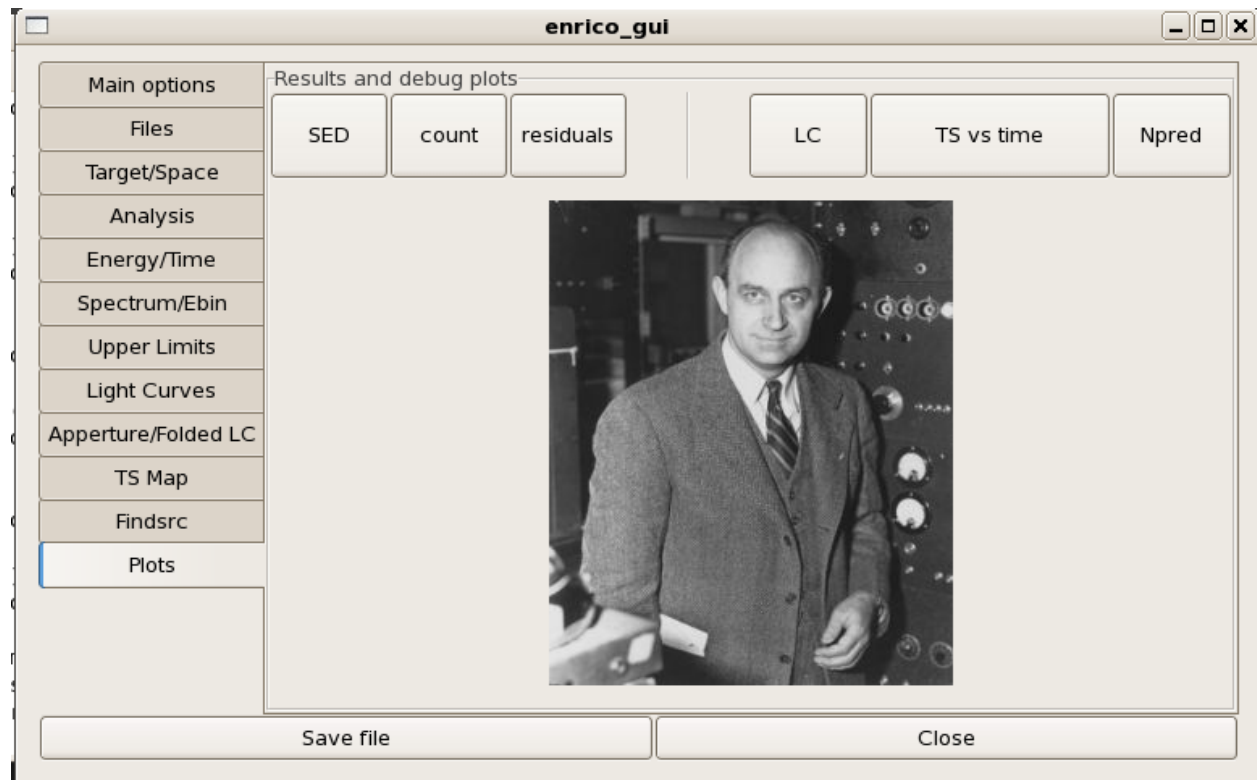 enrico_gui
Main options
Files
Target/Space
Analysis
Energy/Time
Spectrum/Ebin
Upper Limits
Light Curves
Apperture/Folded LC
TS Map
Findsrc
Plots
Results and debug plots
SED count residuals LC TS vs time Npred
Save file Close